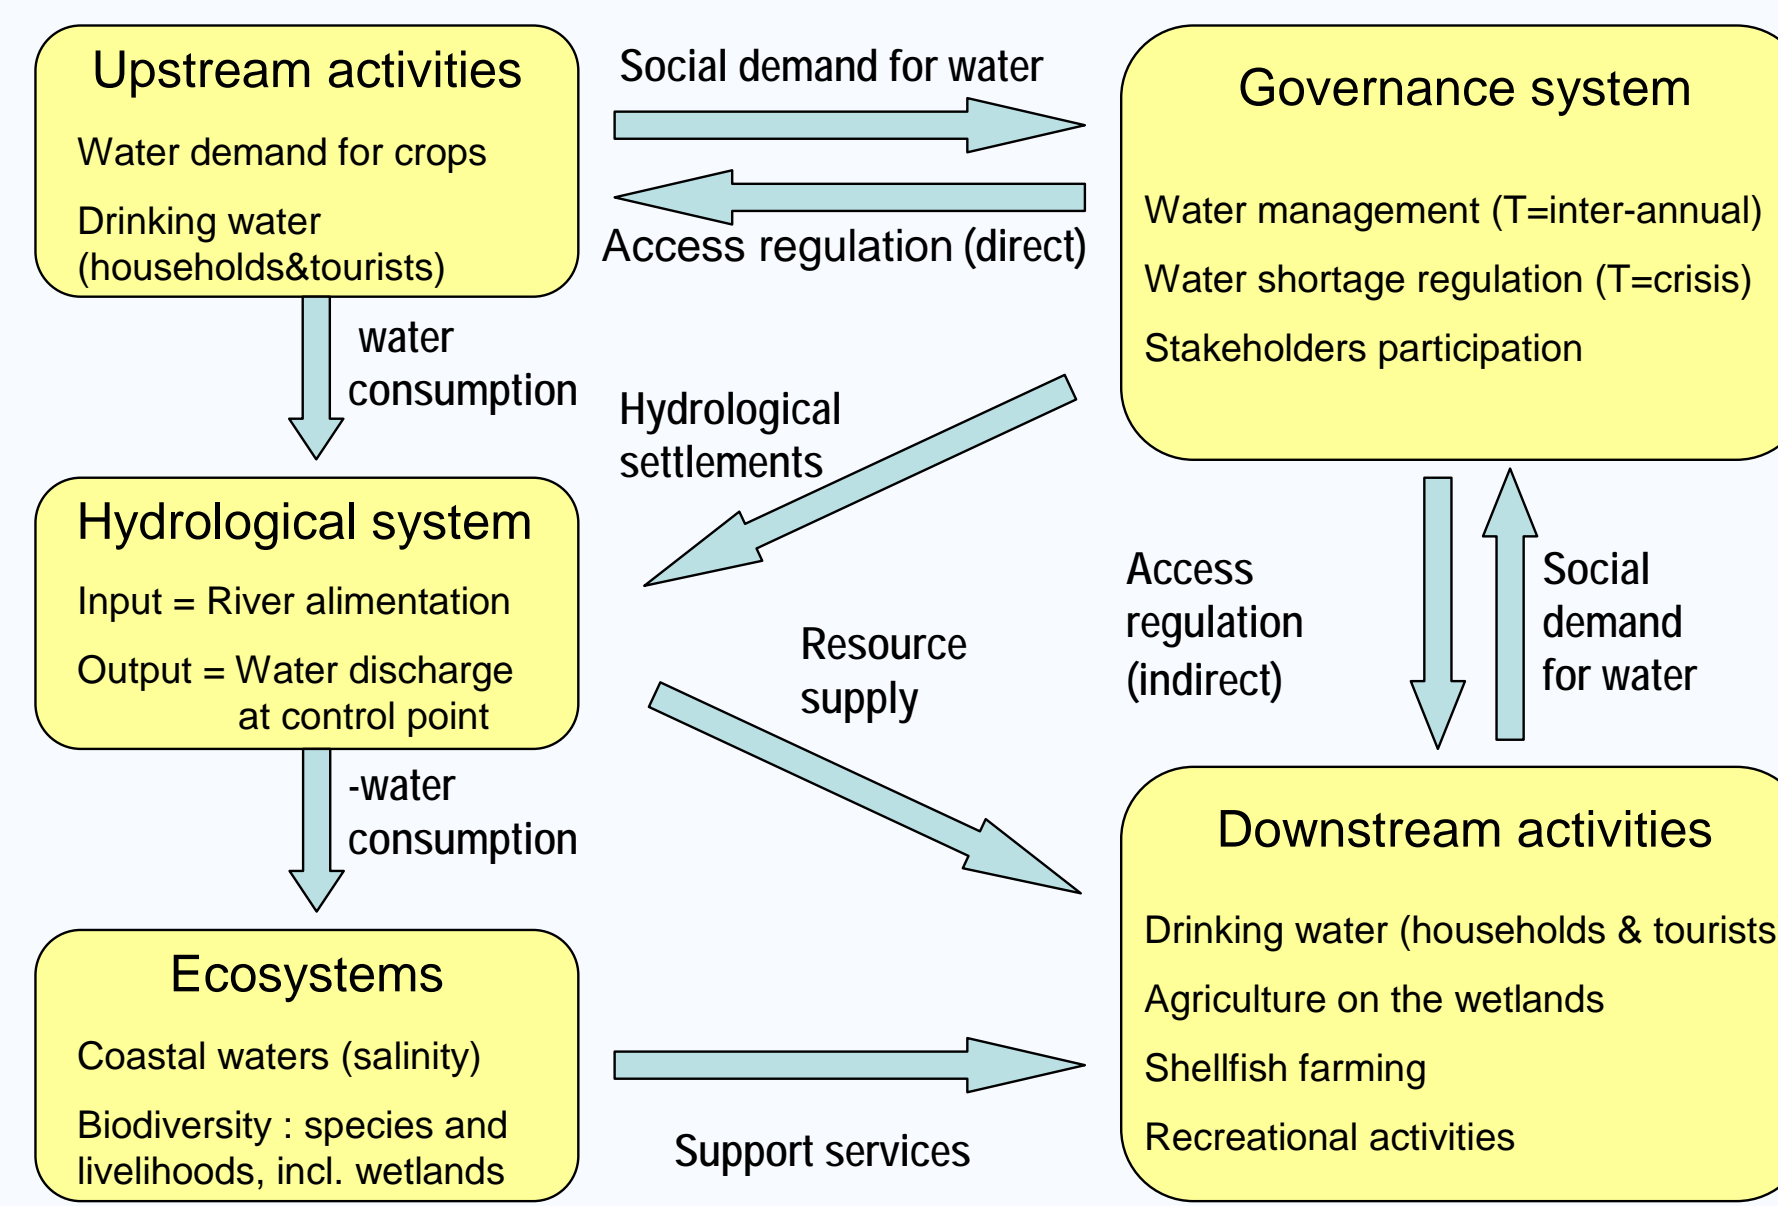 Upstream activities
Water demand for crops
Drinking water
(households&tourists)
Social demand for water
Access regulation (direct)
Governance system
Water management (T=inter-annual)
Water shortage regulation (T=crisis)
Stakeholders participation
water
consumption
Hydrological
settlements
Hydrological system
Input = River alimentation
Output = Water discharge
at control point
Resource
supply
Access
regulation
(indirect)
Social
demand
for water
-water
consumption
Ecosystems
Coastal waters (salinity)
Biodiversity : species and
livelihoods, incl. wetlands
Support services
Downstream activities
Drinking water (households & tourists
Agriculture on the wetlands
Shellfish farming
Recreational activities